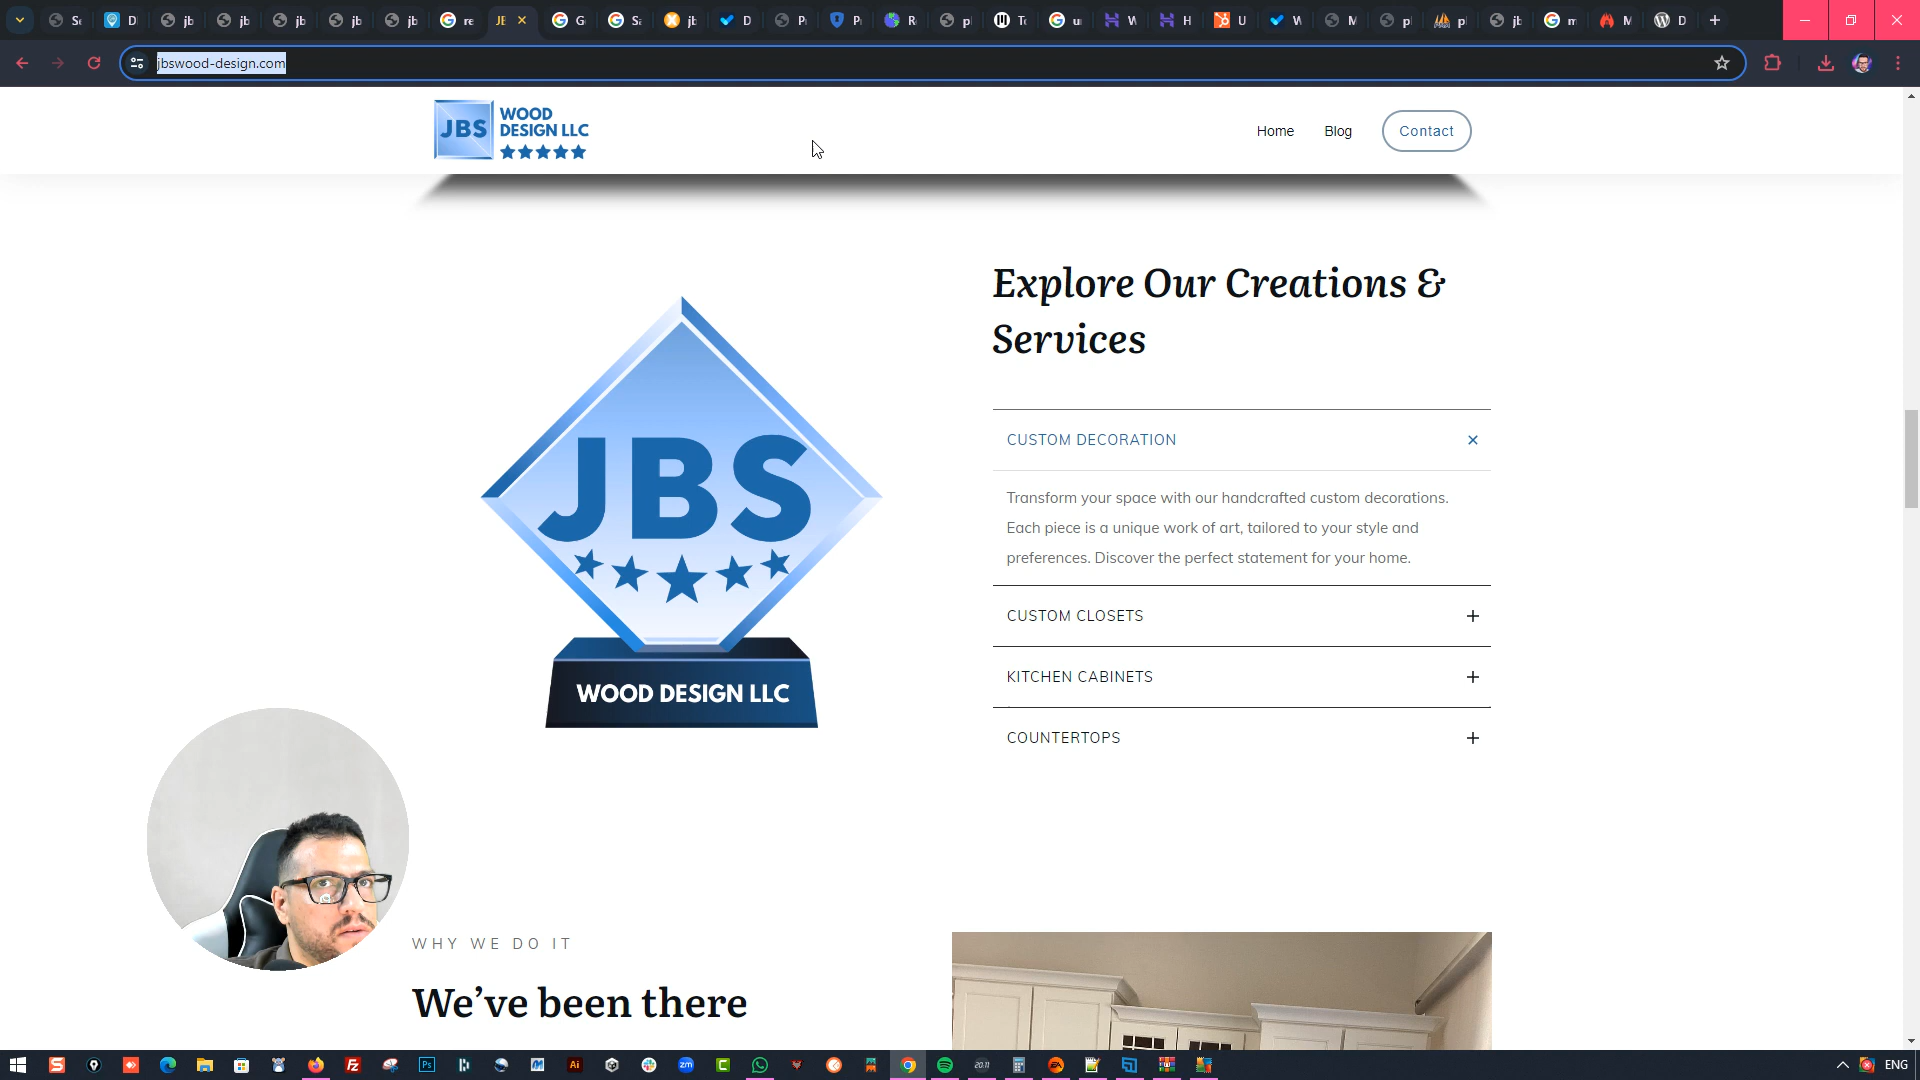 jbswood-design.com
JBS
WOOD
DESIGN LLC
Home
Blog
Contact
Explore Our Creations &
Services
JBS
WOOD DESIGN LLC
CUSTOM DECORATION
Transform your space with our handcrafted custom decorations.
Each piece is a unique work of art, tailored to your style and
preferences. Discover the perfect statement for your home.
CUSTOM CLOSETS
KITCHEN CABINETS
COUNTERTOPS
WHY WE DO IT
We’ve been there
ENG